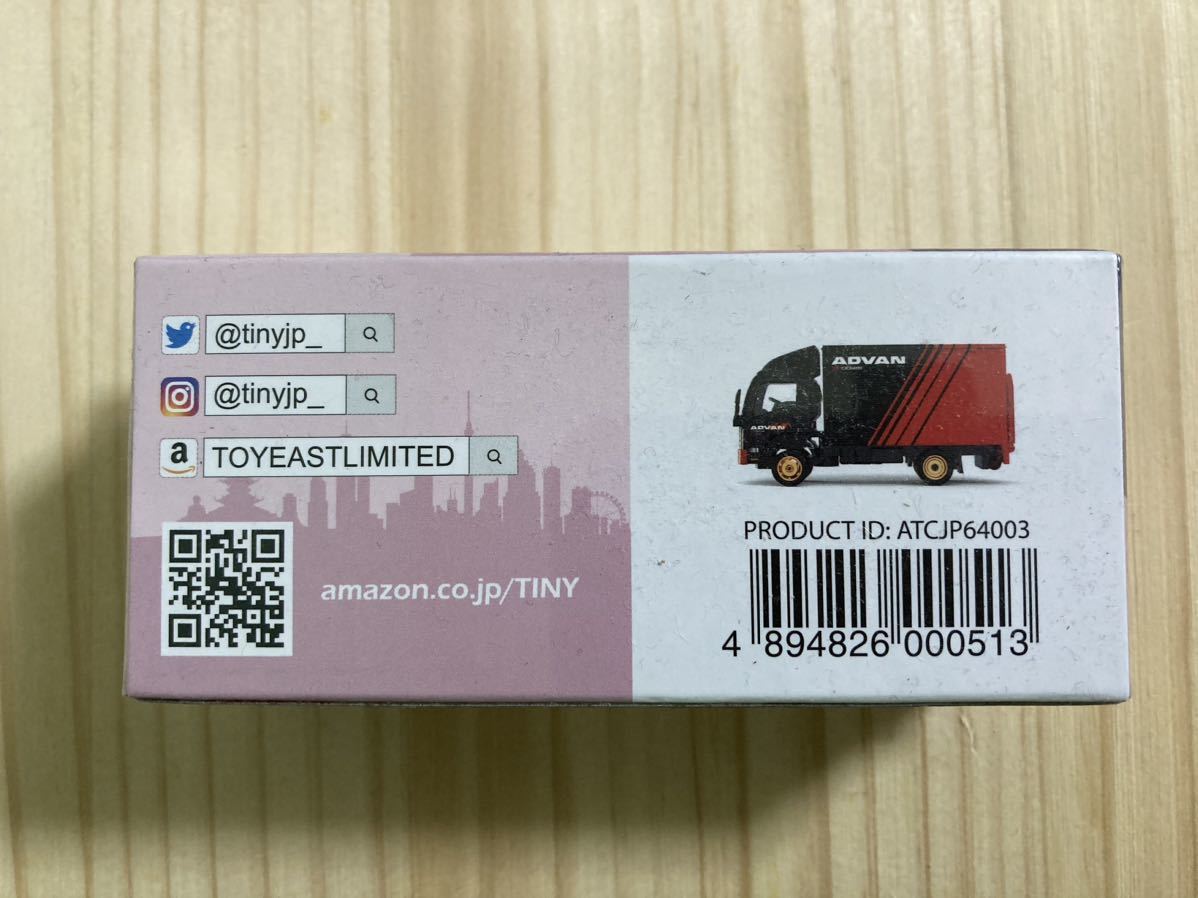 @tinyjp_
@tinyjp_
a TOYEASTLIMITED
amazon.co.jp/TINY
ADVAN
ADVAN
PRODUCT ID: ATCJP64003
4 894826 000513